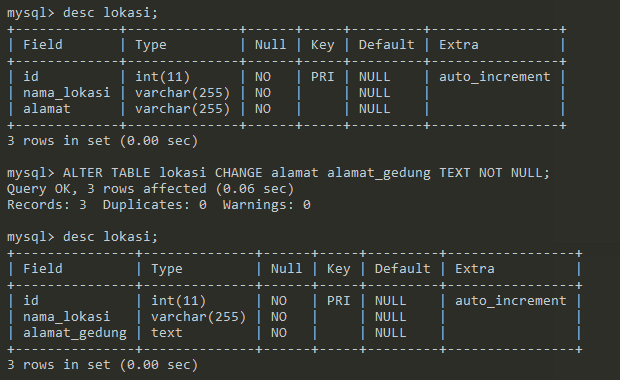 mysql> desc lokasi;
+-------------+--------------+------+-----+---------+----------------+
| Field       | Type         | Null | Key | Default | Extra          |
+-------------+--------------+------+-----+---------+----------------+
| id          | int(11)      | NO   | PRI | NULL    | auto_increment |
| nama_lokasi | varchar(255) | NO   |     | NULL    |                |
| alamat      | varchar(255) | NO   |     | NULL    |                |
+-------------+--------------+------+-----+---------+----------------+
3 rows in set (0.00 sec)
mysql> ALTER TABLE lokasi CHANGE alamat alamat_gedung TEXT NOT NULL;
Query OK, 3 rows affected (0.06 sec)
Records: 3  Duplicates: 0  Warnings: 0
mysql> desc lokasi;
+---------------+--------------+------+-----+---------+----------------+
| Field         | Type         | Null | Key | Default | Extra          |
+---------------+--------------+------+-----+---------+----------------+
| id            | int(11)      | NO   | PRI | NULL    | auto_increment |
| nama_lokasi   | varchar(255) | NO   |     | NULL    |                |
| alamat_gedung | text         | NO   |     | NULL    |                |
+---------------+--------------+------+-----+---------+----------------+
3 rows in set (0.00 sec)